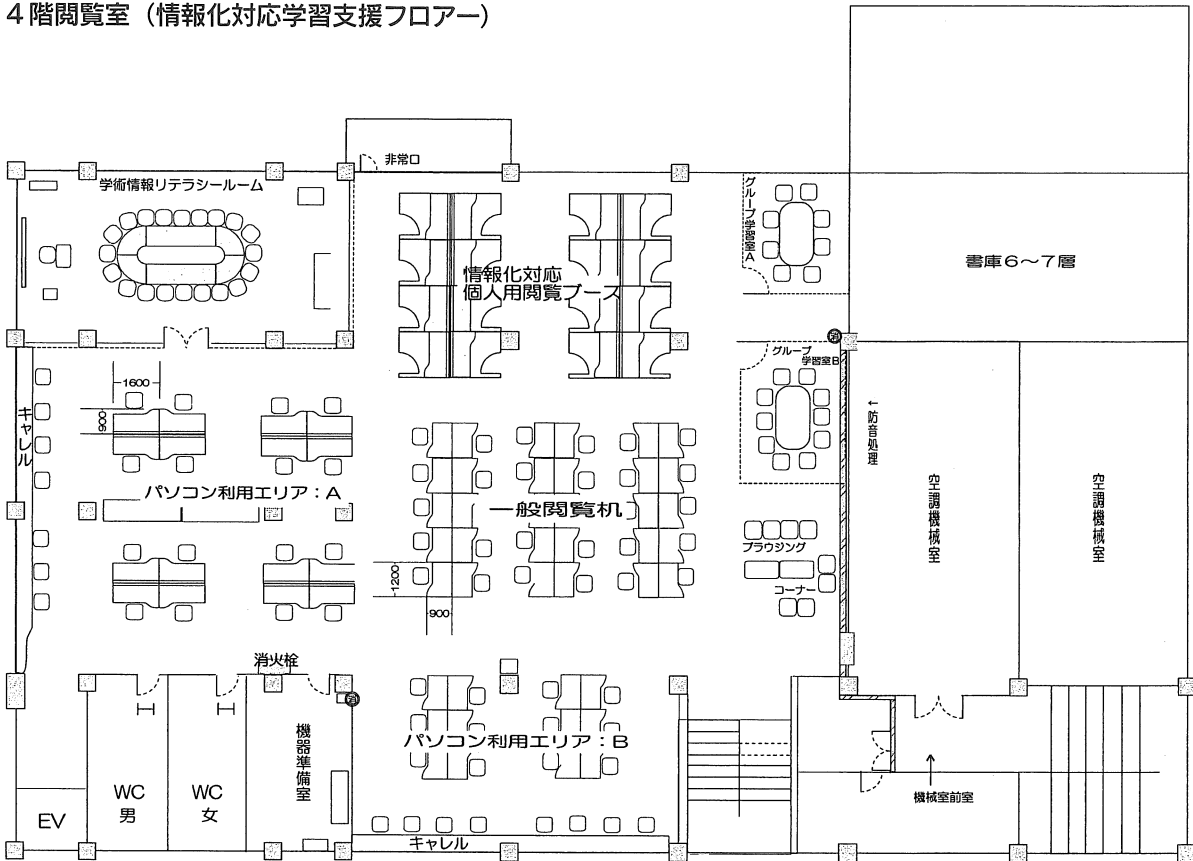 4階閲覧室（情報化対応学習支援フロアー）
非常口
学術情報リテラシールーム
グループ学習室A
書庫6〜7層
情報化対応
個人用閲覧ブース
消
グループ
学習室B
1600
900
キャレル
←防音処理
パソコン利用エリア：A
一般閲覧机
空調機械室
空調機械室
ブラウジング
コーナー
1200
900
消火栓
消
機器準備室
パソコン利用エリア：B
WC
男
WC
女
EV
機械室前室
キャレル